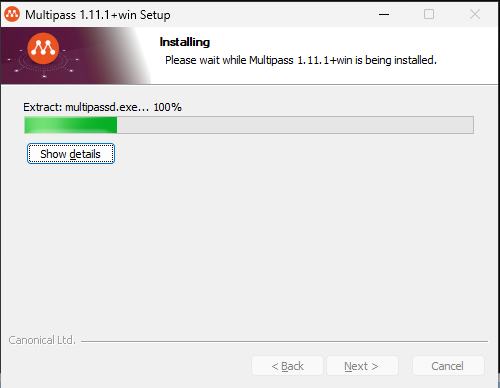 Multipass 1.11.1+win Setup
Installing
Please wait while Multipass 1.11.1+win is being installed.
Extract: multipassd.exe... 100%
Show details
Canonical Ltd.
< Back
Next >
Cancel